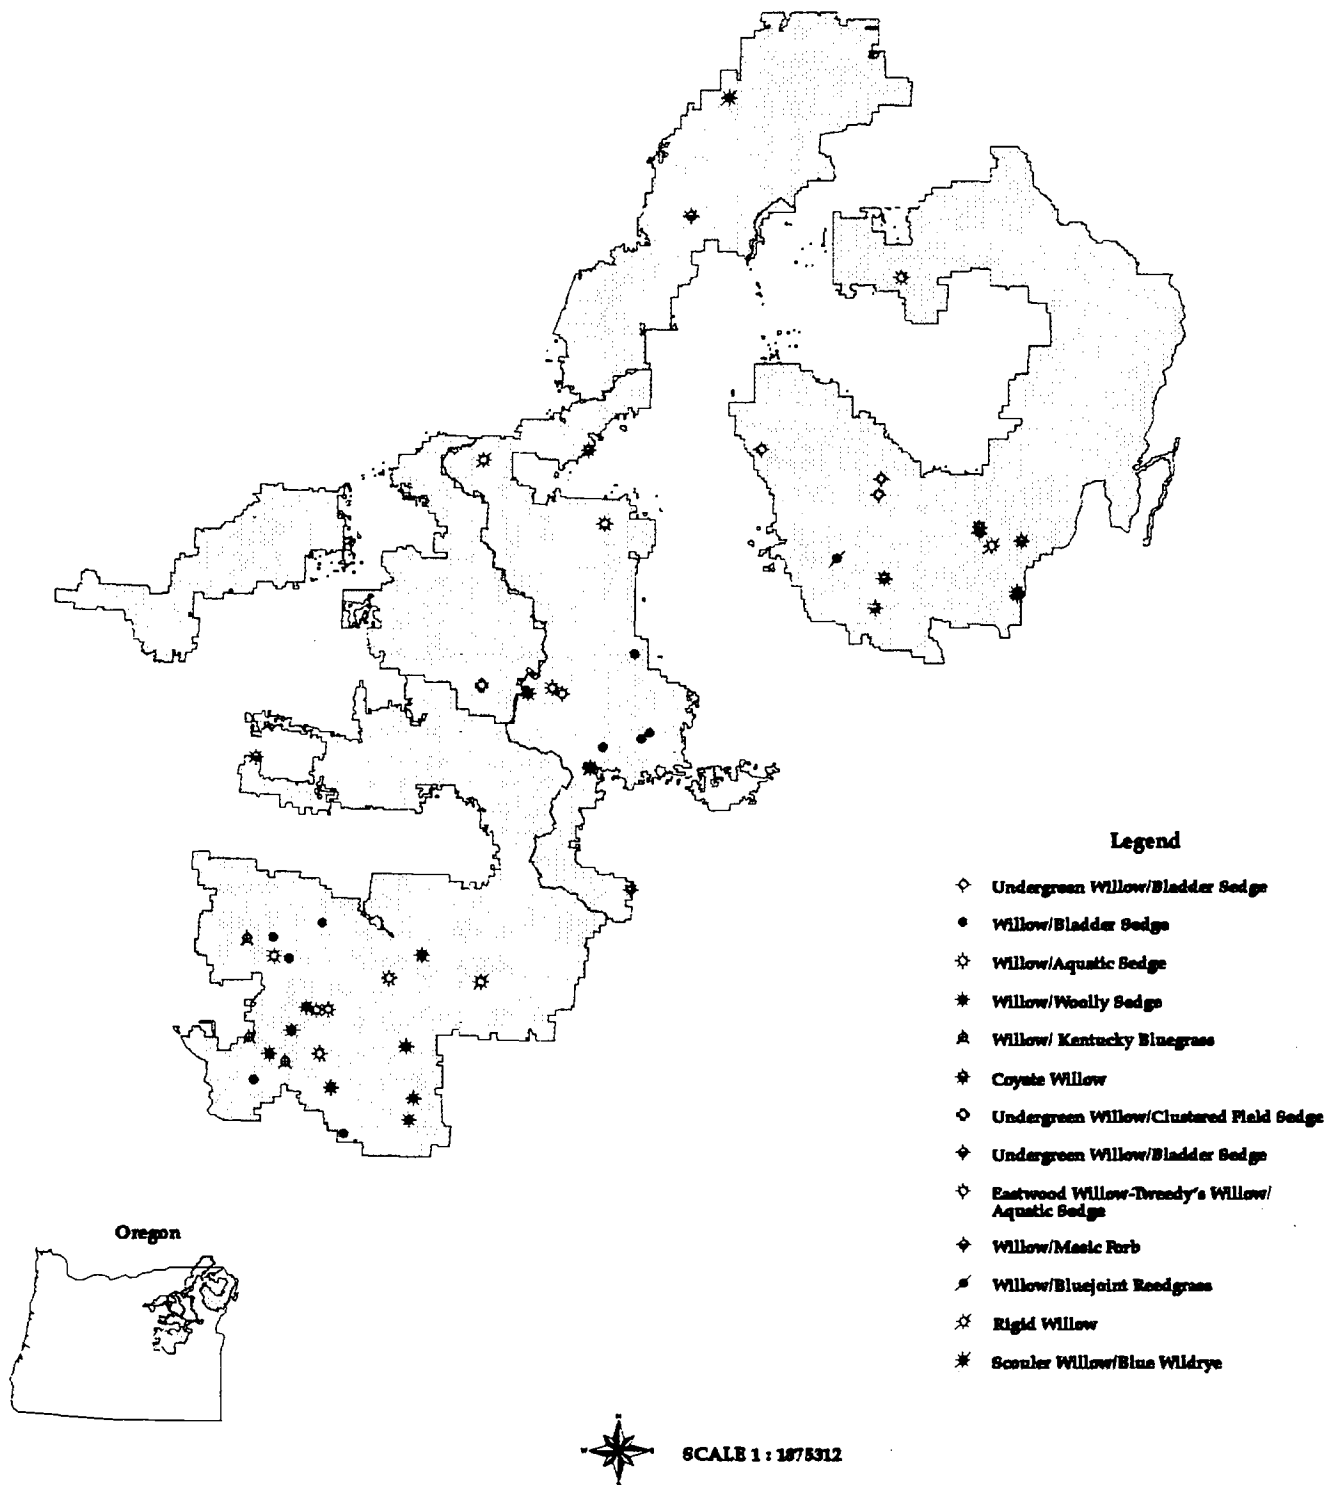 Legend
Undergreen Willow/Bladder Sedge
Willow/Bladder Sedge
Willow/Aquatic Sedge
Willow/Woolly Sedge
Willow/ Kentucky Bluegrass
Coyote Willow
Undergreen Willow/Clustered Field Sedge
Undergreen Willow/Bladder Sedge
Eastwood Willow-Tweedy's Willow/
Aquatic Sedge
Willow/Mesic Forb
Willow/Bluejoint Reedgrass
Rigid Willow
Scouler Willow/Blue Wildrye
Oregon
SCALE 1 : 1875312